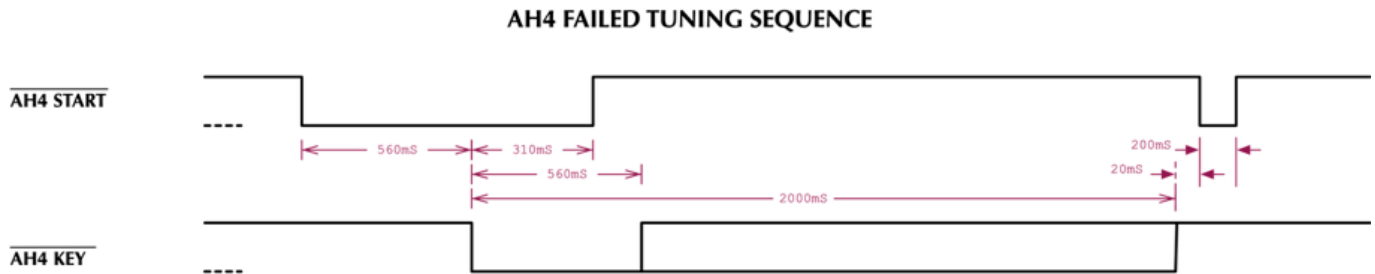 AH4 FAILED TUNING SEQUENCE
AH4 START
560mS
310mS
200mS
560mS
20mS
2000mS
AH4 KEY